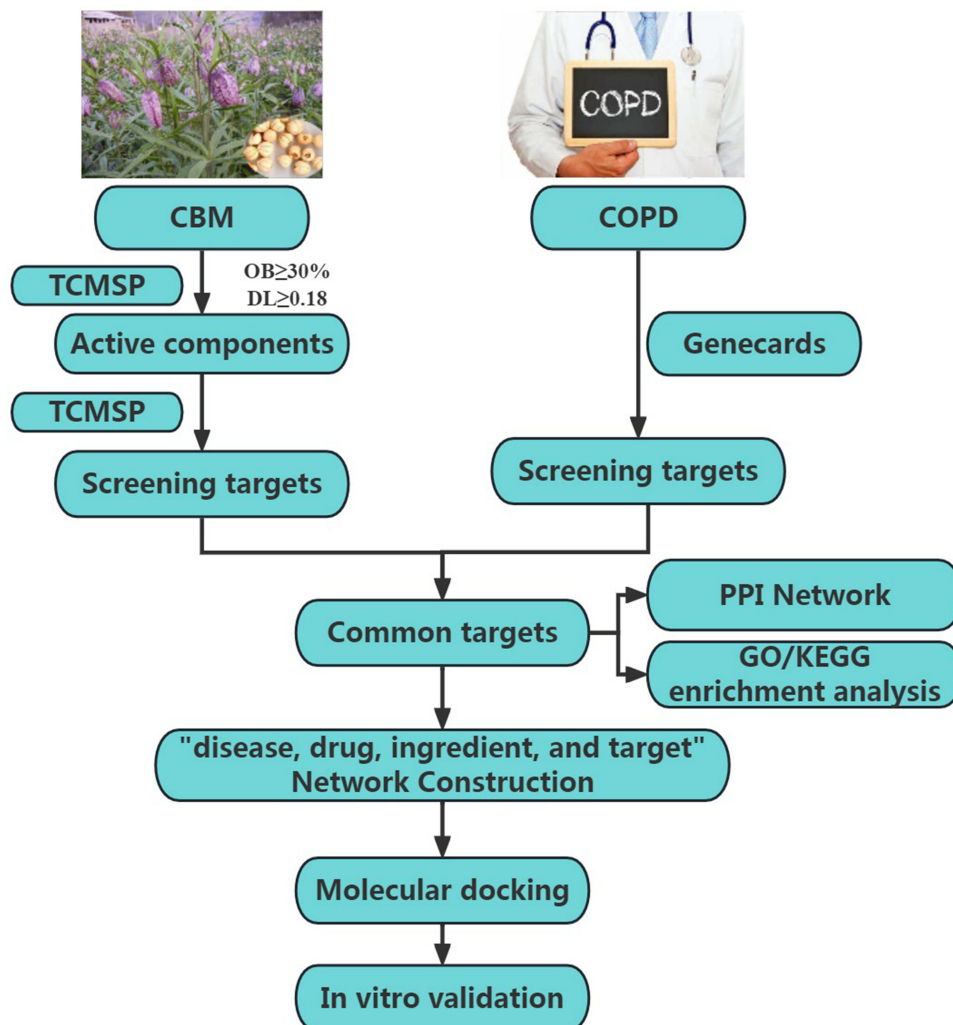 COPD
CBM
COPD
TCMSP
OB≥30%
DL≥0.18
Active components
Genecards
TCMSP
Screening targets
Screening targets
Common targets
PPI Network
GO/KEGG
enrichment analysis
"disease, drug, ingredient, and target"
Network Construction
Molecular docking
In vitro validation